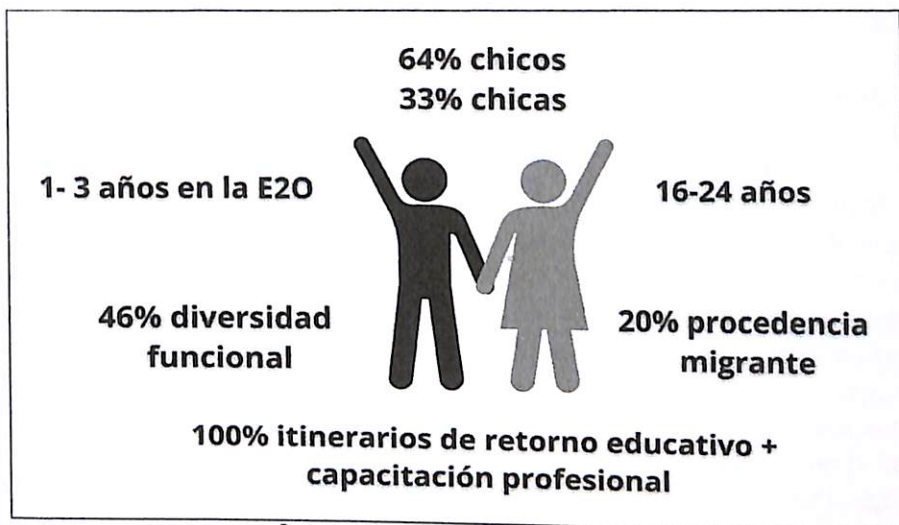 64% chicos
33% chicas
1- 3 años en la E2O
16-24 años
46% diversidad
funcional
20% procedencia
migrante
100% itinerarios de retorno educativo +
capacitación profesional